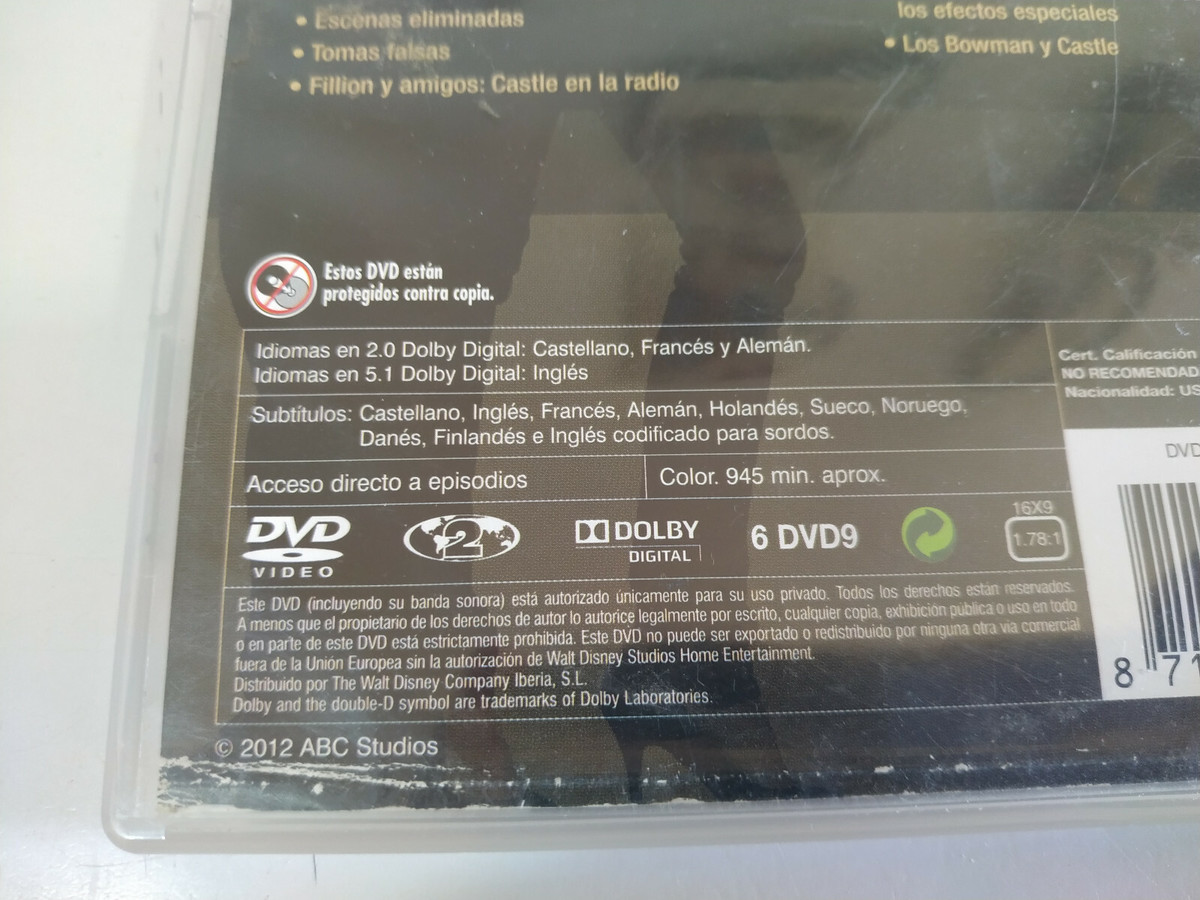 • Escenas eliminadas
• Tomas falsas
• Fillion y amigos: Castle en la radio
los efectos especiales
• Los Bowman y Castle
Estos DVD están
protegidos contra copia.
Idiomas en 2.0 Dolby Digital: Castellano, Francés y Alemán.
Idiomas en 5.1 Dolby Digital: Inglés
Subtítulos: Castellano, Inglés, Francés, Alemán, Holandés, Sueco, Noruego,
Danés, Finlandés e Inglés codificado para sordos.
Acceso directo a episodios
Color. 945 min. aprox.
Cert. Calificación
NO RECOMENDAD
Nacionalidad: US
DVD
VIDEO
2
DOLBY
DIGITAL
6 DVD9
16X9
1.78:1
Este DVD (incluyendo su banda sonora) está autorizado únicamente para su uso privado. Todos los derechos están reservados.
A menos que el propietario de los derechos de autor lo autorice legalmente por escrito, cualquier copia, exhibición pública o uso en todo
o en parte de este DVD está estrictamente prohibida. Este DVD no puede ser exportado o redistribuido por ninguna otra vía comercial
fuera de la Unión Europea sin la autorización de Walt Disney Studios Home Entertainment.
Distribuido por The Walt Disney Company Iberia, S.L.
Dolby and the double-D symbol are trademarks of Dolby Laboratories.
DVD
8 71
© 2012 ABC Studios